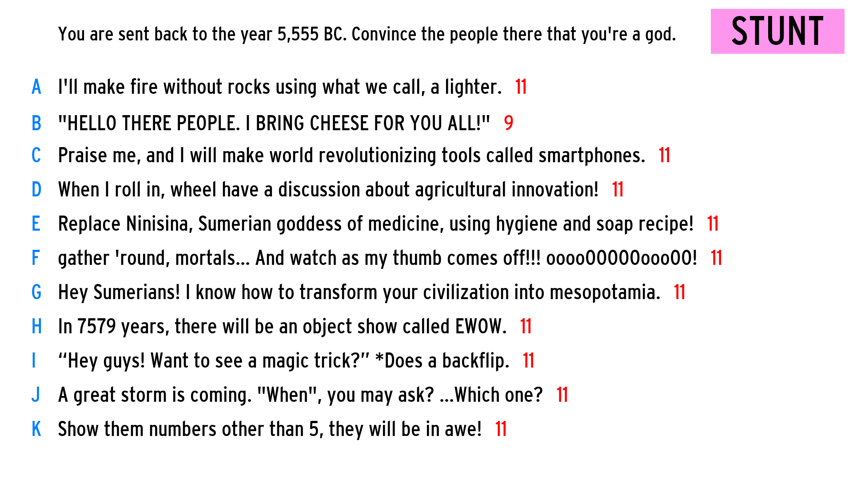 You are sent back to the year 5,555 BC. Convince the people there that you're a god.
STUNT
A I'll make fire without rocks using what we call, a lighter. 11
B "HELLO THERE PEOPLE. I BRING CHEESE FOR YOU ALL!" 9
C Praise me, and I will make world revolutionizing tools called smartphones. 11
D When I roll in, wheel have a discussion about agricultural innovation! 11
E Replace Ninisina, Sumerian goddess of medicine, using hygiene and soap recipe! 11
F gather 'round, mortals... And watch as my thumb comes off!!! oooo00000ooo00! 11
G Hey Sumerians! I know how to transform your civilization into mesopotamia. 11
H In 7579 years, there will be an object show called EWOW. 11
I “Hey guys! Want to see a magic trick?” *Does a backflip. 11
J A great storm is coming. "When", you may ask? ...Which one? 11
K Show them numbers other than 5, they will be in awe! 11